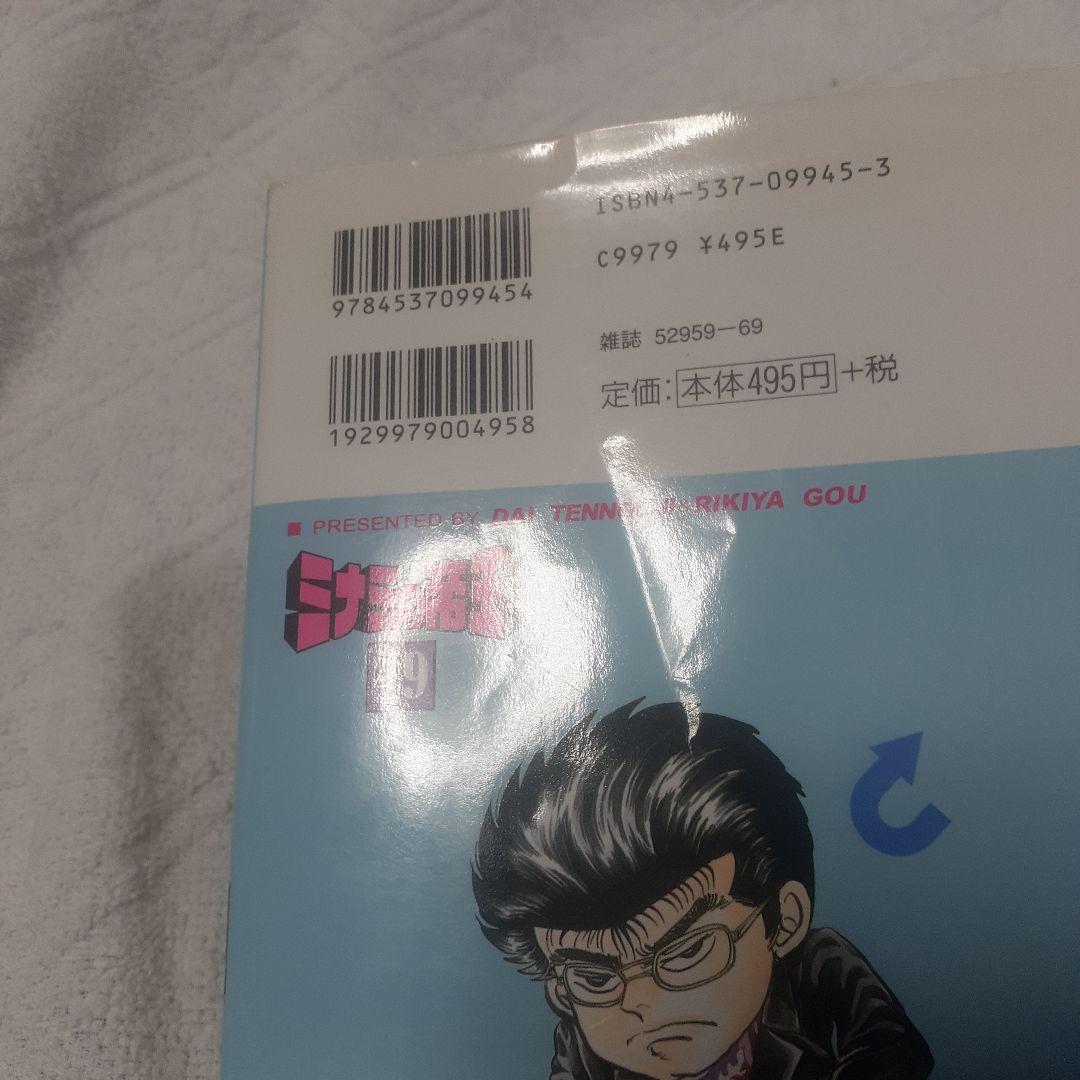 ISBN4-537-09945-3
C9979 ¥495E
9784537099454
雑誌 52959-69
定価:本体495円+税
1929979004958
■ PRESENTED BY DAI TENNOUJI & RIKIYA GOU
ミナミの帝王